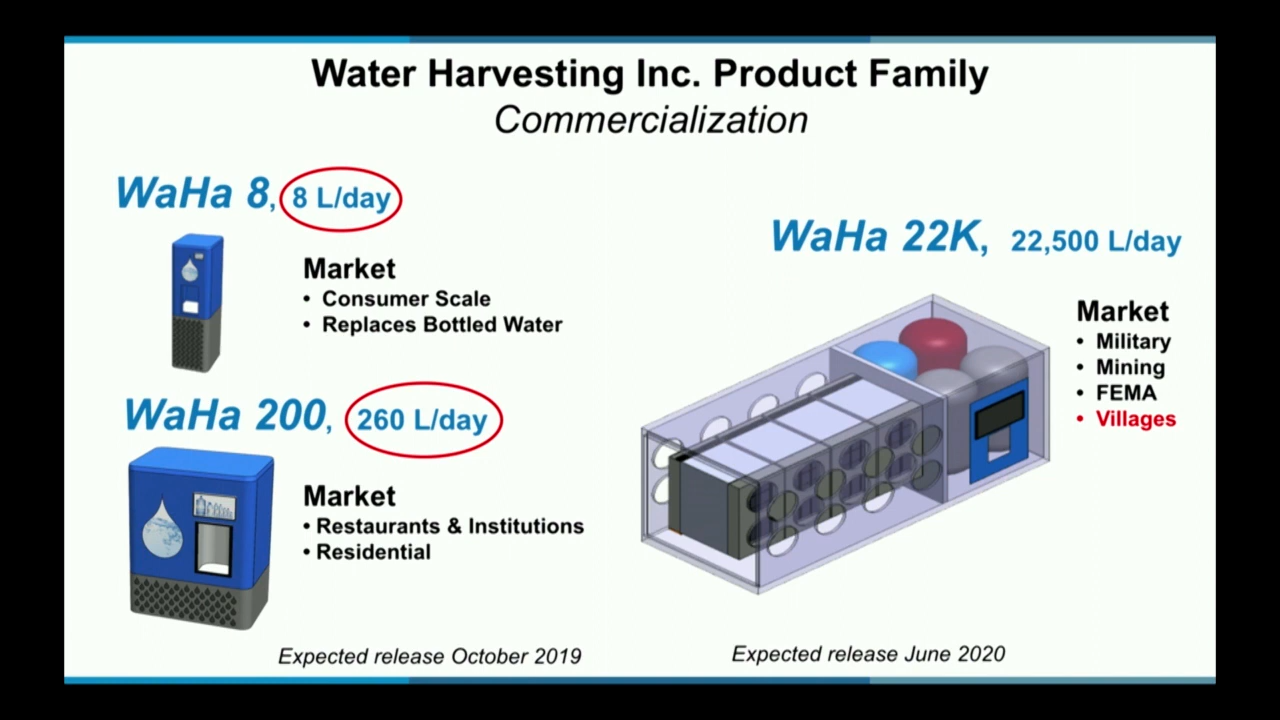 Water Harvesting Inc. Product Family
Commercialization
WaHa 8, 8 L/day
Market
• Consumer Scale
• Replaces Bottled Water
WaHa 200, 260 L/day
Market
• Restaurants & Institutions
• Residential
Expected release October 2019
WaHa 22K, 22,500 L/day
Market
• Military
• Mining
• FEMA
• Villages
Expected release June 2020